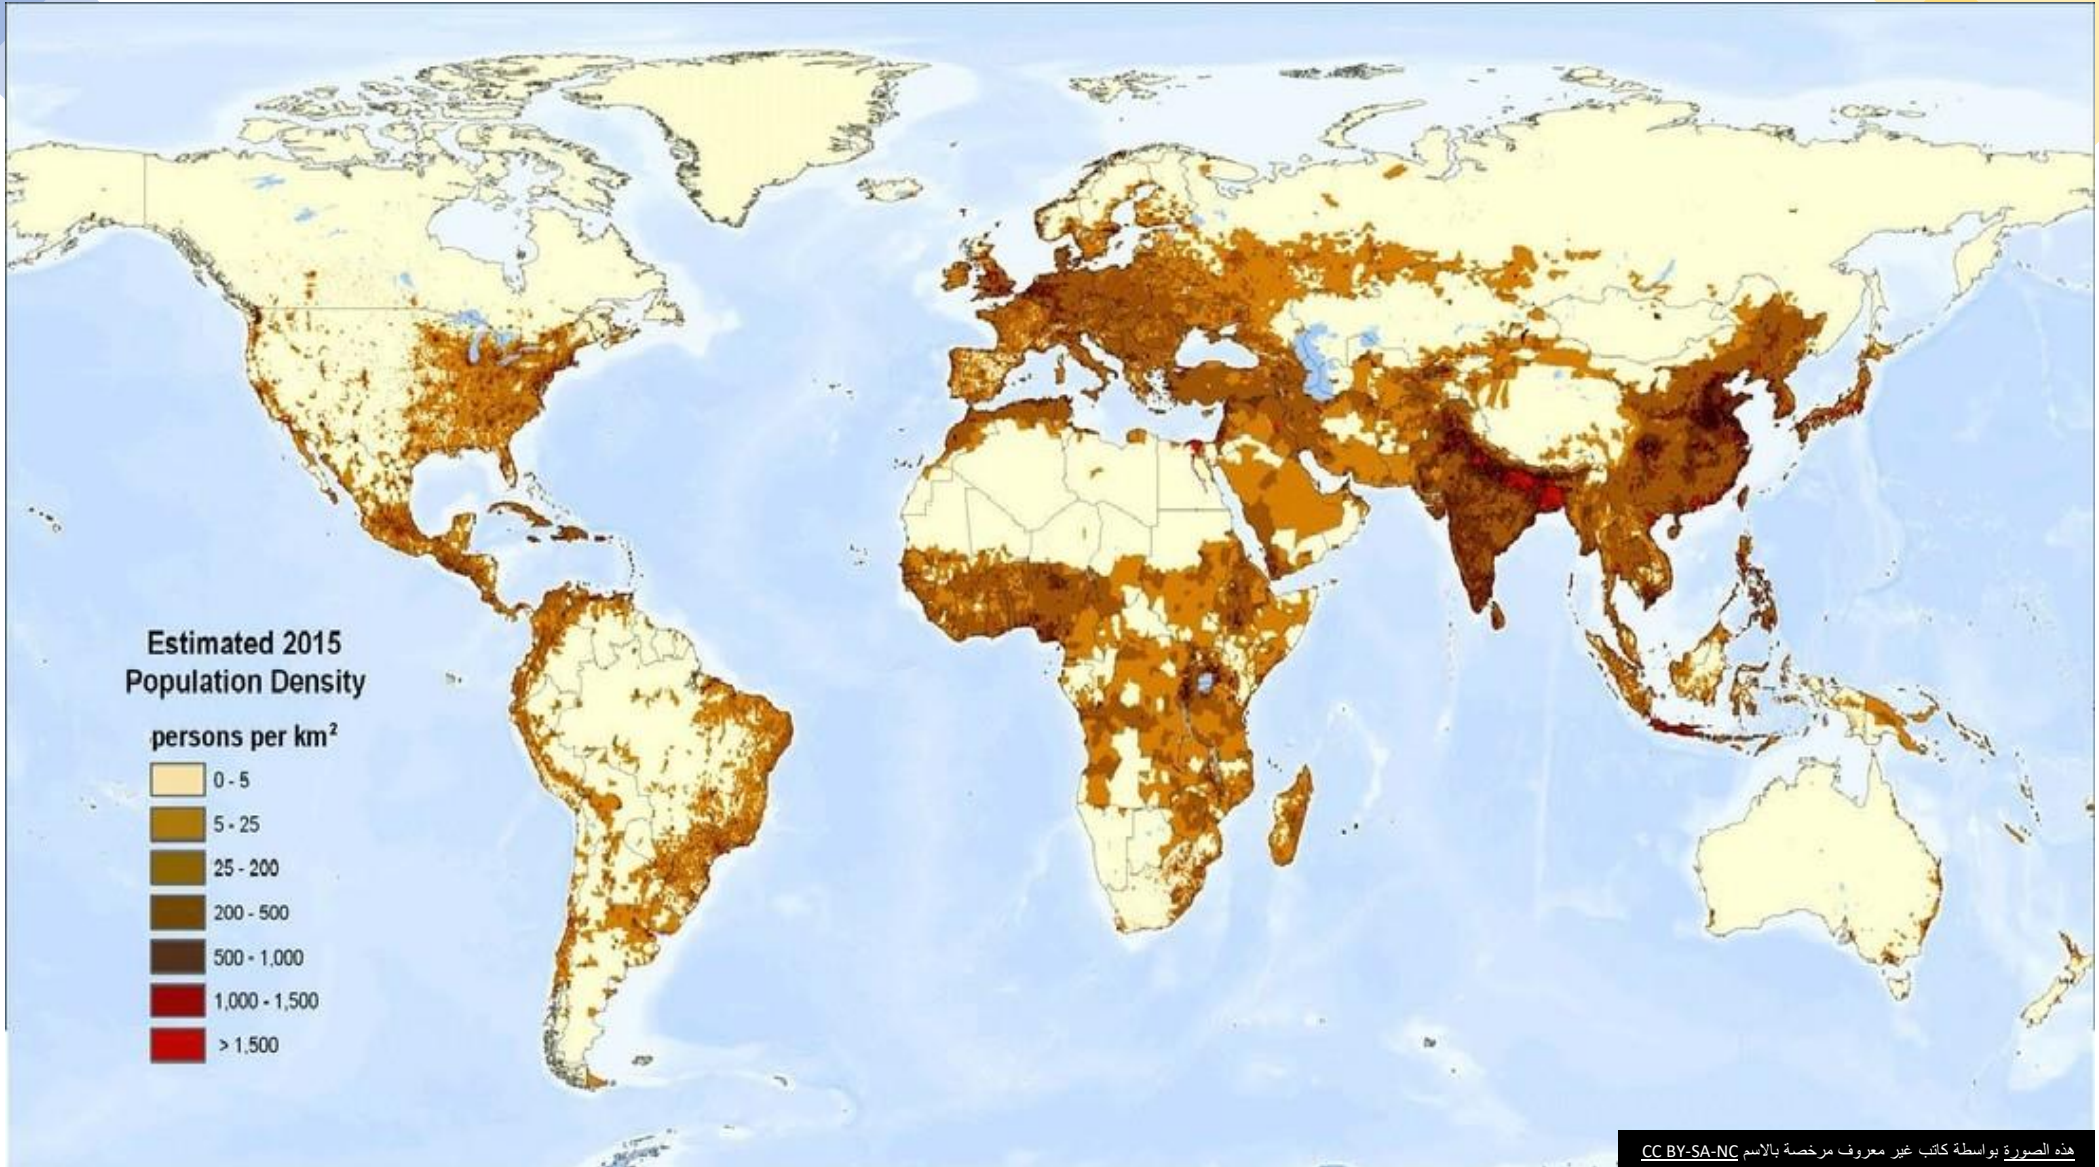 Estimated 2015
Population Density
persons per km²
0 - 5
5 - 25
25 - 200
200 - 500
500 - 1,000
1,000 - 1,500
> 1,500
هذه الصورة بواسطة كاتب غير معروف مرخصة بالاسم CC BY-SA-NC